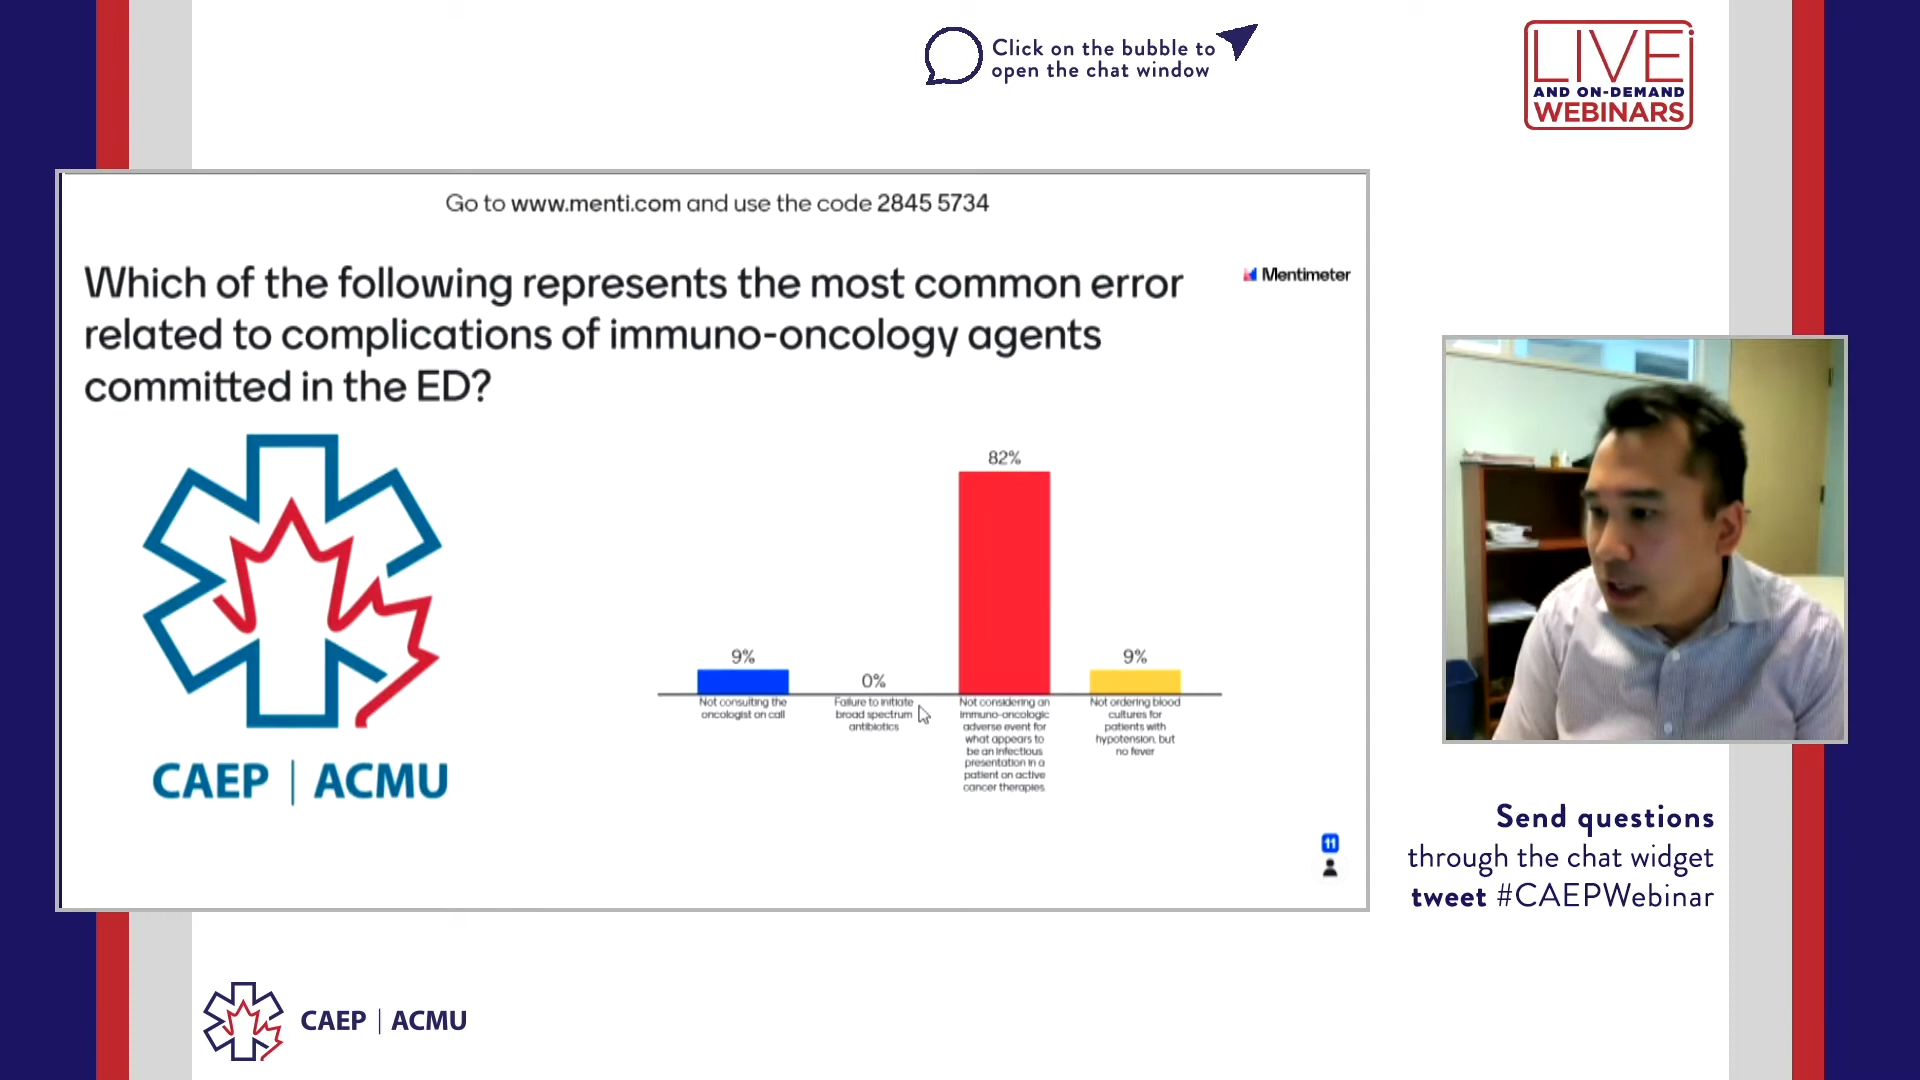 Click on the bubble to
open the chat window
LIVE
AND ON-DEMAND
WEBINARS
Go to www.menti.com and use the code 2845 5734
Which of the following represents the most common error
related to complications of immuno-oncology agents
committed in the ED?
Mentimeter
82%
9%
0%
9%
Not consulting the
oncologist on call
Failure to initiate
broad spectrum
antibiotics
Not considering an
immuno-oncologic
adverse event for
what appears to
be an infectious
presentation in a
patient on active
cancer therapies
Not ordering blood
cultures for
patients with
hypotension, but
no fever
CAEP | ACMU
11
Send questions
through the chat widget
tweet #CAEPWebinar
CAEP | ACMU